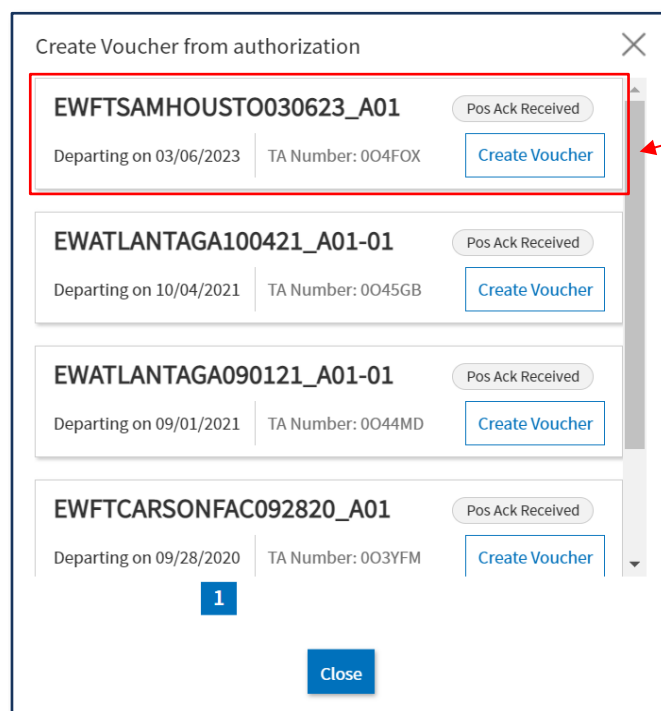 Create Voucher from authorization
EWFTSAMHOUSTO030623_A01 Pos Ack Received
Departing on 03/06/2023 TA Number: 0O4FOX Create Voucher
EWATLANTAGA100421_A01-01 Pos Ack Received
Departing on 10/04/2021 TA Number: 0O45GB Create Voucher
EWATLANTAGA090121_A01-01 Pos Ack Received
Departing on 09/01/2021 TA Number: 0O44MD Create Voucher
EWFTCARSONFAC092820_A01 Pos Ack Received
Departing on 09/28/2020 TA Number: 0O3YFM Create Voucher
1
Close